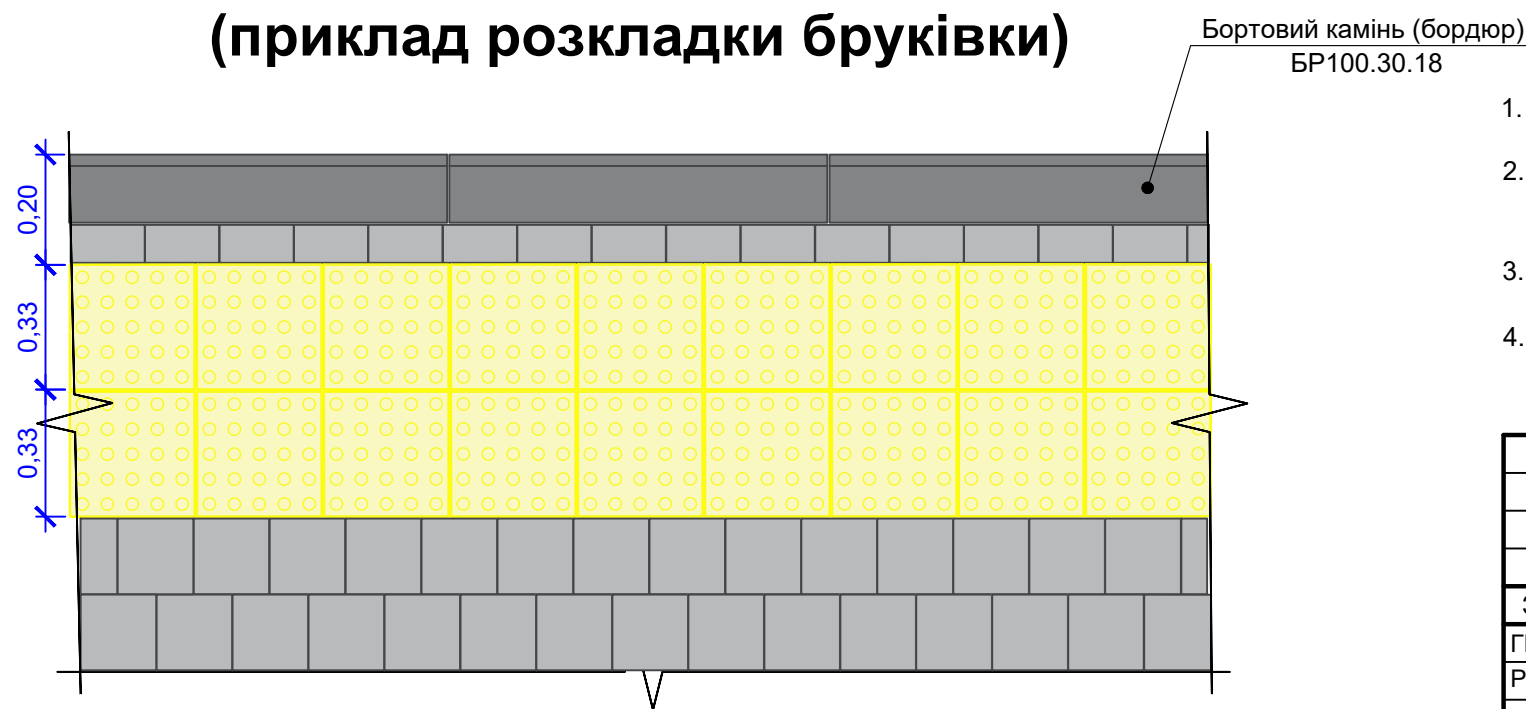 (приклад розкладки бруківки)
Бортовий камінь (бордюр)
БР100.30.18
1.
2.
3.
4.
0,20
0,33
0,33